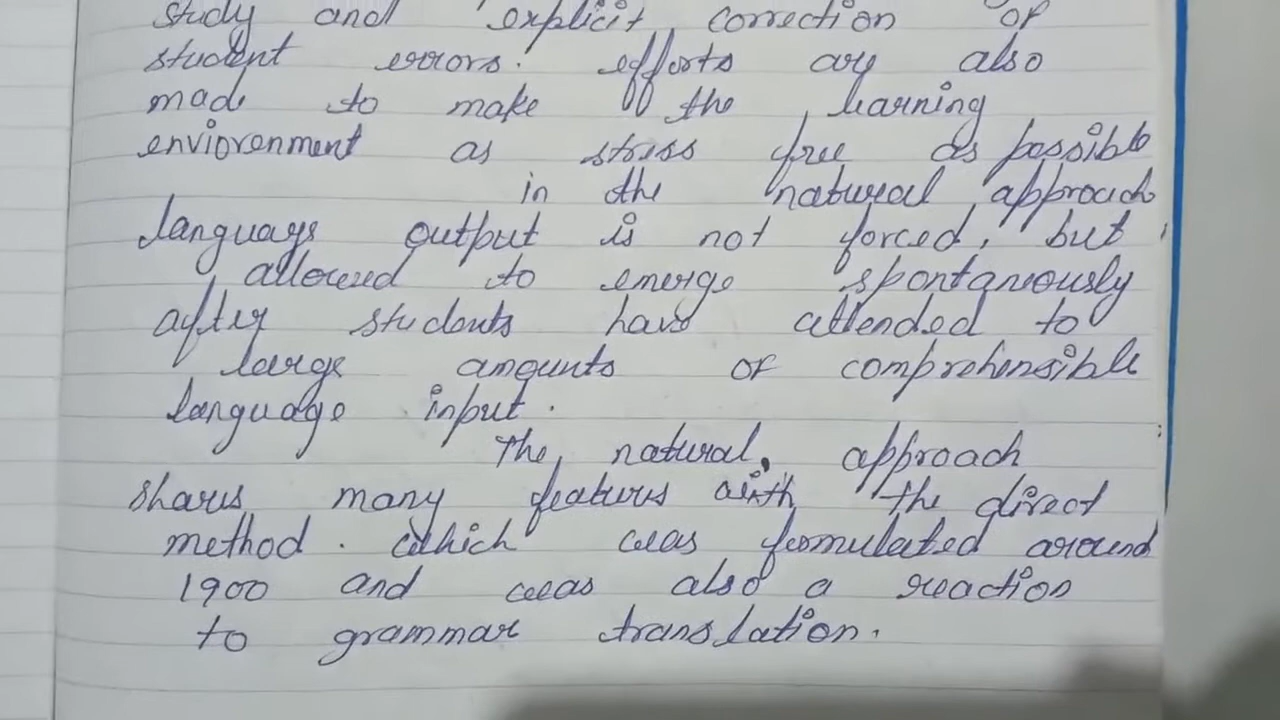 study and explicit correction of
student errors. efforts are also
made to make the learning
enviorenment as stress free as possible
in the natural approach
language output is not forced, but
allowed to emerge spontaneously
after students have attended to
large amounts of comprehensible
language input.
The natural, approach
shares many features with the direct
method. which was formulated around
1900 and was also a reaction
to grammar translation.